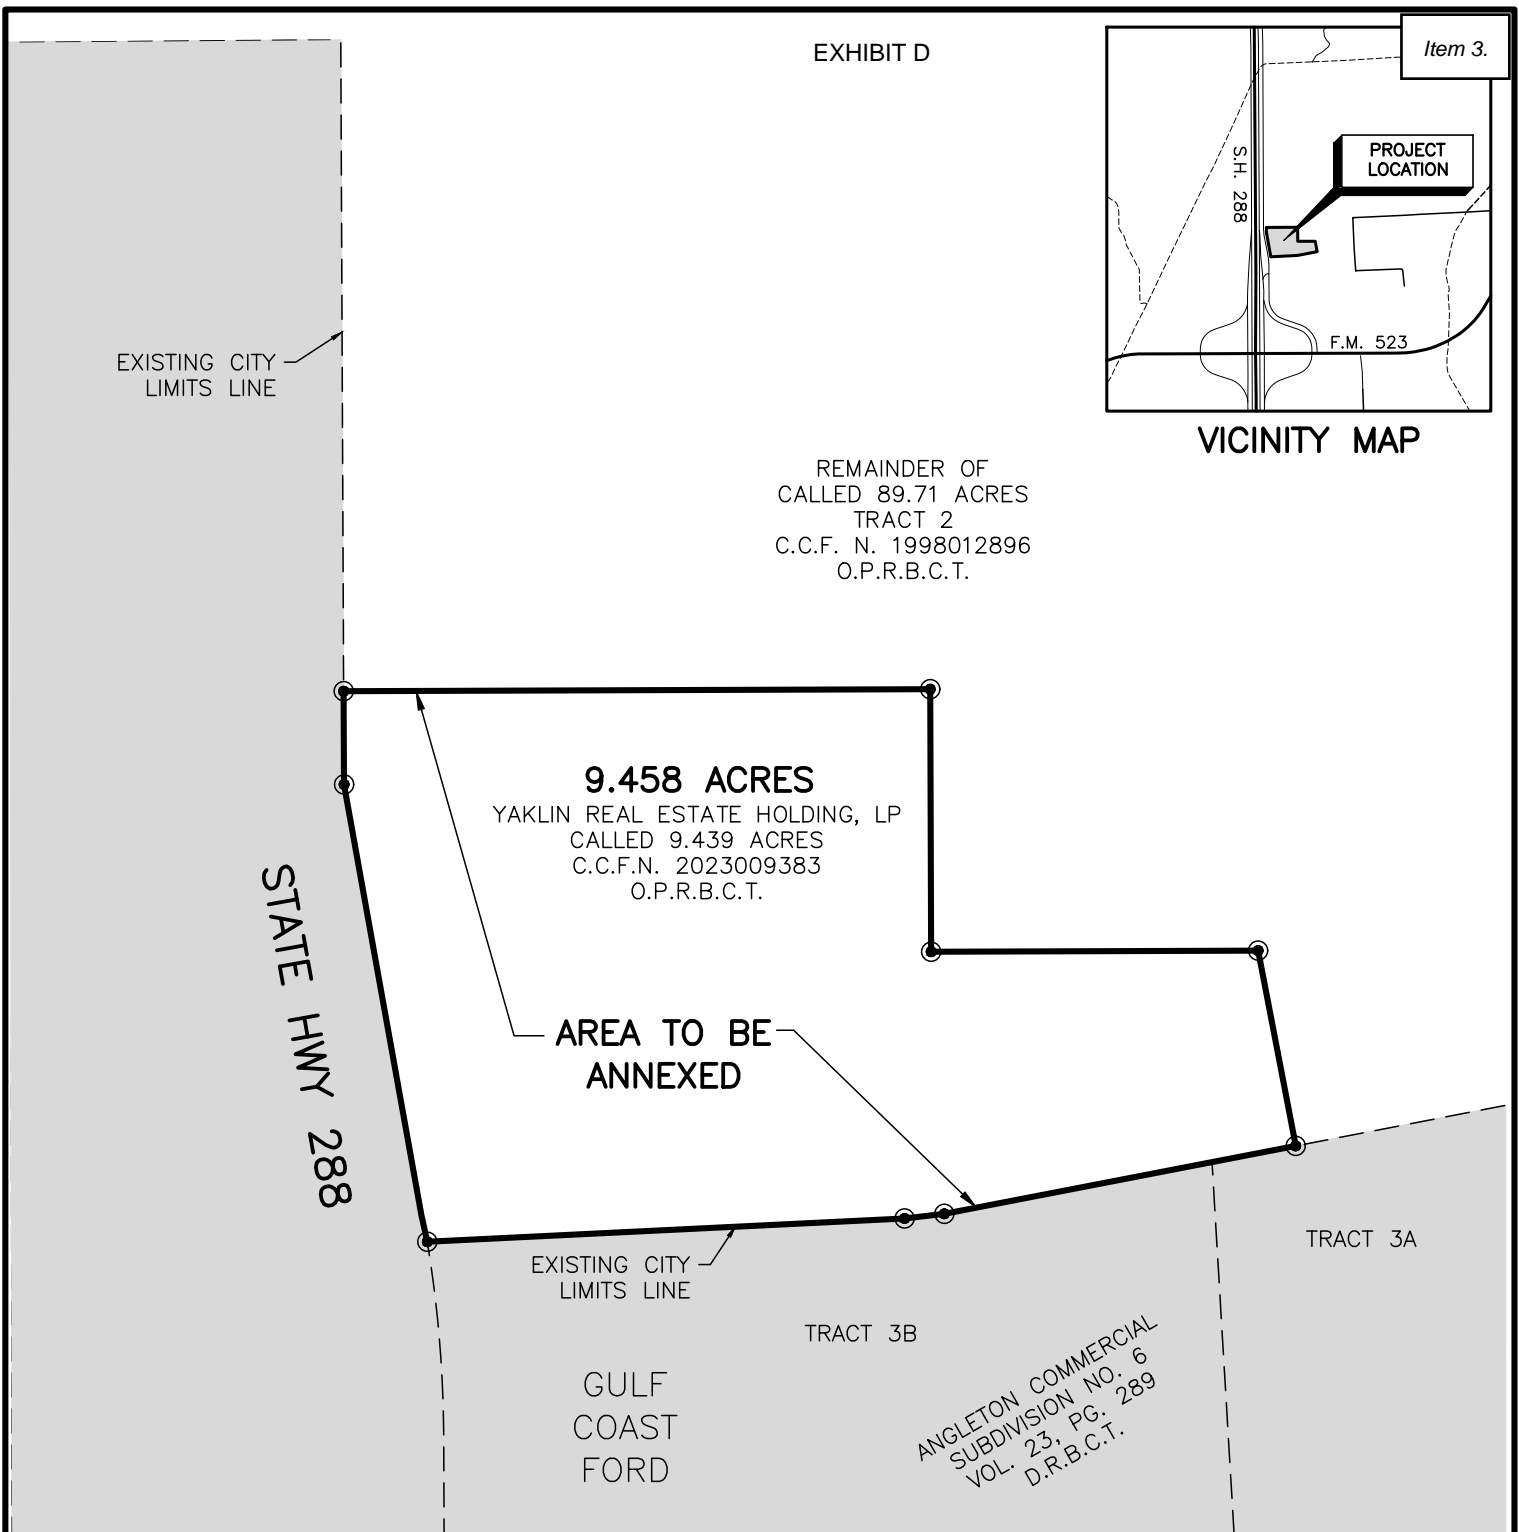 EXHIBIT D
Item 3.
PROJECT
LOCATION
S.H. 288
F.M. 523
VICINITY MAP
EXISTING CITY
LIMITS LINE
REMAINDER OF
CALLED 89.71 ACRES
TRACT 2
C.C.F. N. 1998012896
O.P.R.B.C.T.
9.458 ACRES
YAKLIN REAL ESTATE HOLDING, LP
CALLED 9.439 ACRES
C.C.F.N. 2023009383
O.P.R.B.C.T.
STATE HWY 288
AREA TO BE
ANNEXED
EXISTING CITY
LIMITS LINE
TRACT 3A
TRACT 3B
GULF
COAST
FORD
ANGLETON COMMERCIAL
SUBDIVISION NO. 6
VOL. 23, PG. 289
D.R.B.C.T.